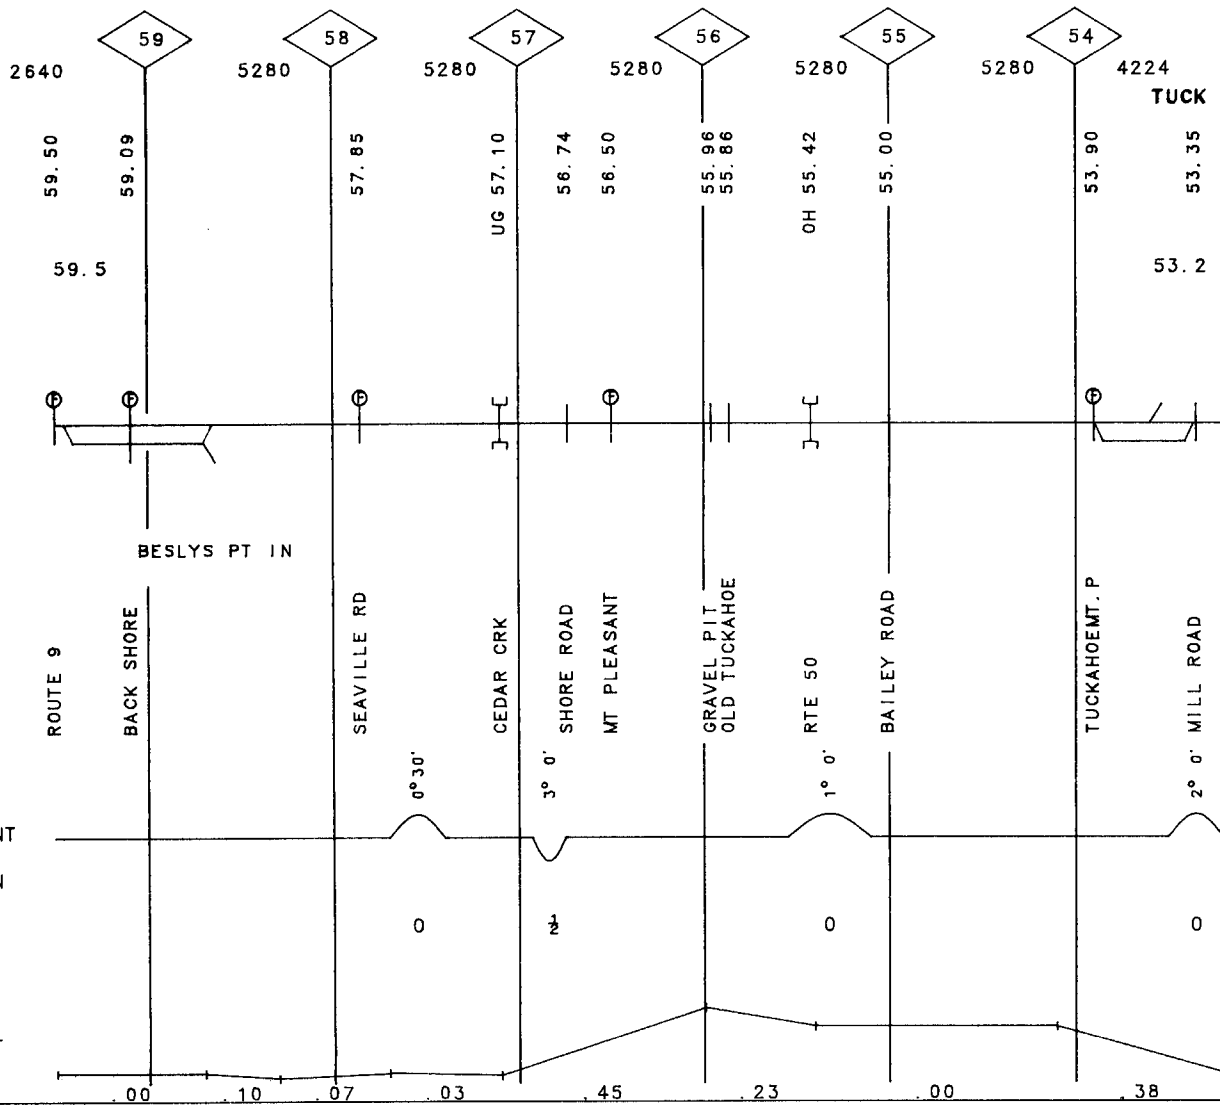 59 58 57 56 55 54
2640 5280 5280 5280 5280 5280 4224
TUCK
59.50
59.09
57.85
UG 57.10
56.74
56.50
55.96
55.86
OH 55.42
55.00
53.90
53.35
59.5
53.2
F F F F F
BESLYS PT IN
ROUTE 9
BACK SHORE
SEAVILLE RD
CEDAR CRK
SHORE ROAD
MT PLEASANT
GRAVEL PIT
OLD TUCKAHOE
RTE 50
BAILEY ROAD
TUCKAHOEMT.P
MILL ROAD
0°30'
3° 0'
1° 0'
2° 0'
NT
N
0 ½ 0 0
.00 .10 .07 .03 .45 .23 .00 .38